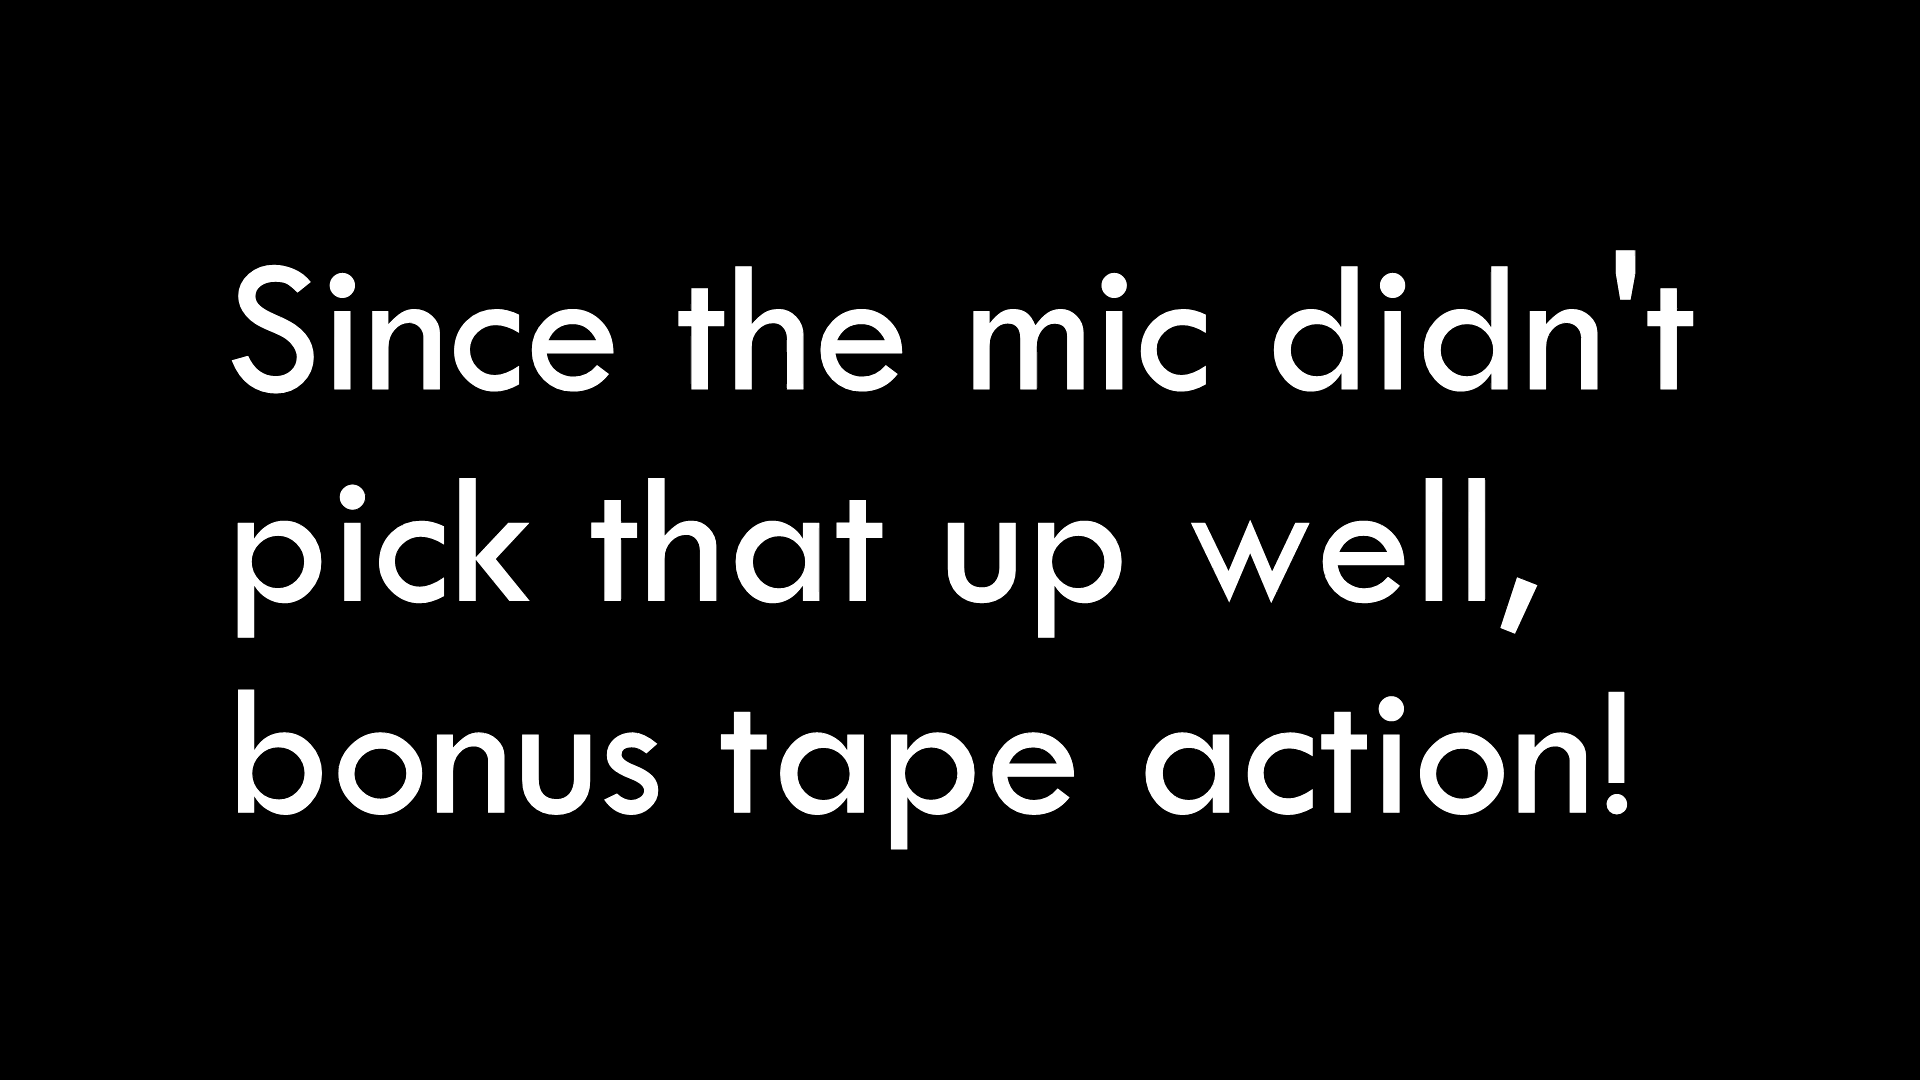 Since the mic didn't
pick that up well,
bonus tape action!